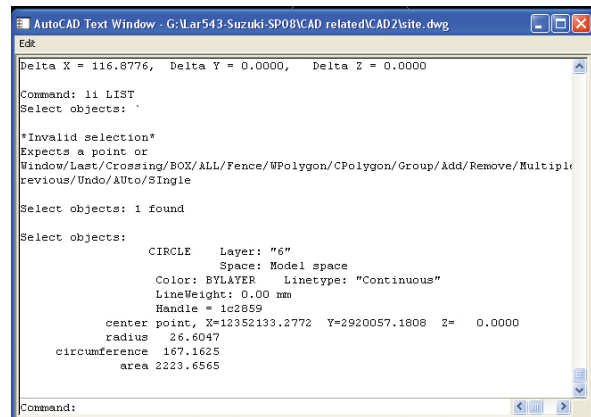 AutoCAD Text Window - G:\Lar543-Suzuki-SP08\CAD related\CAD2\site.dwg
Edit
Delta X = 116.8776,  Delta Y = 0.0000,   Delta Z = 0.0000
Command: li LIST
Select objects: `
*Invalid selection*
Expects a point or
Window/Last/Crossing/BOX/ALL/Fence/WPolygon/CPolygon/Group/Add/Remove/Multiple
revious/Undo/AUto/SIngle
Select objects: 1 found
Select objects:
CIRCLE    Layer: "6"
Space: Model space
Color: BYLAYER    Linetype: "Continuous"
LineWeight: 0.00 mm
Handle = 1c2859
center point, X=12352133.2772  Y=2920057.1808  Z=   0.0000
radius   26.6047
circumference  167.1625
area 2223.6565
Command: